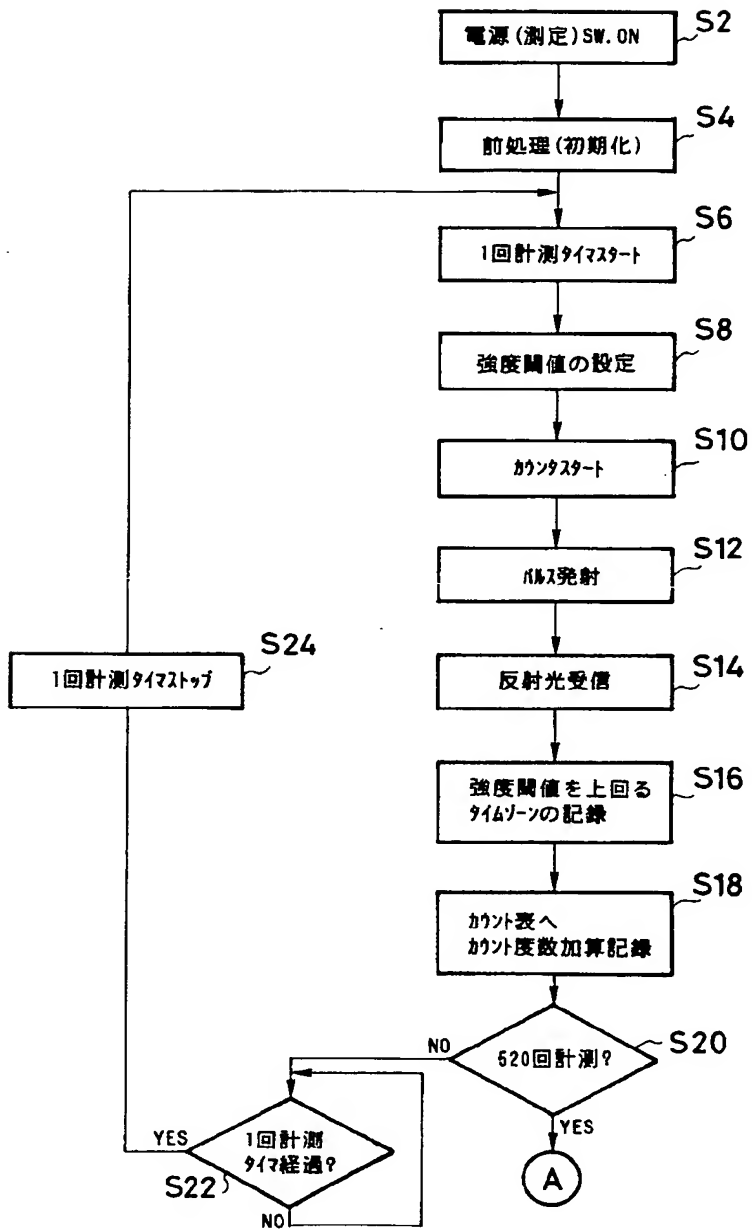 電源(測定)SW.ON
S2
前処理(初期化)
S4
1回計測タイマスタート
S6
強度閾値の設定
S8
カウンタスタート
S10
パルス発射
S12
反射光受信
S14
強度閾値を上回る
タイムゾーンの記録
S16
カウント表へ
カウント度数加算記録
S18
520回計測?
S20
NO
YES
A
1回計測
タイマ経過?
S22
YES
NO
1回計測タイマストップ
S24